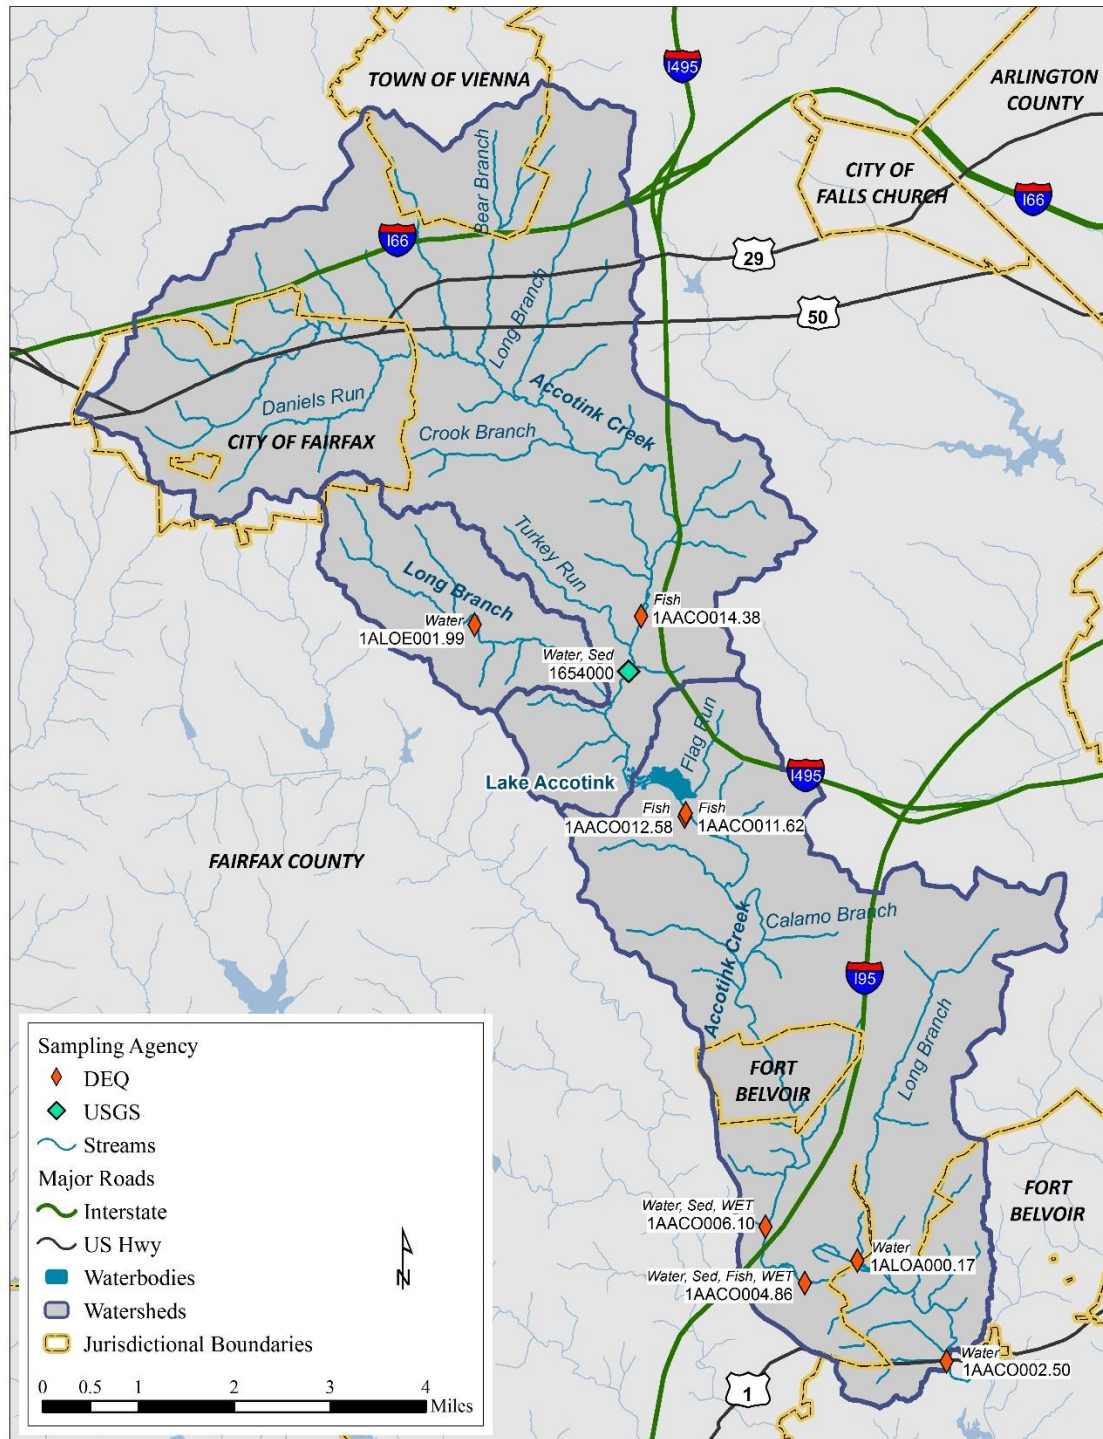 TOWN OF VIENNA
I495
ARLINGTON
COUNTY
CITY OF
FALLS CHURCH
I66
Bear Branch
I66
29
50
Long Branch
Accotink Creek
Daniels Run
CITY OF FAIRFAX
Crook Branch
Turkey Run
Long Branch
Water
1ALOE001.99
Fish
1AACO014.38
Water, Sed
1654000
Flag Run
Lake Accotink
I495
Fish
1AACO012.58
Fish
1AACO011.62
FAIRFAX COUNTY
Calamo Branch
Accotink Creek
I95
Long Branch
FORT
BELVOIR
FORT
BELVOIR
Water, Sed, WET
1AACO006.10
Water
1ALOA000.17
Water, Sed, Fish, WET
1AACO004.86
Water
1AACO002.50
1
Sampling Agency
DEQ
USGS
Streams
Major Roads
Interstate
US Hwy
Waterbodies
Watersheds
Jurisdictional Boundaries
N
0 0.5 1 2 3 4
Miles